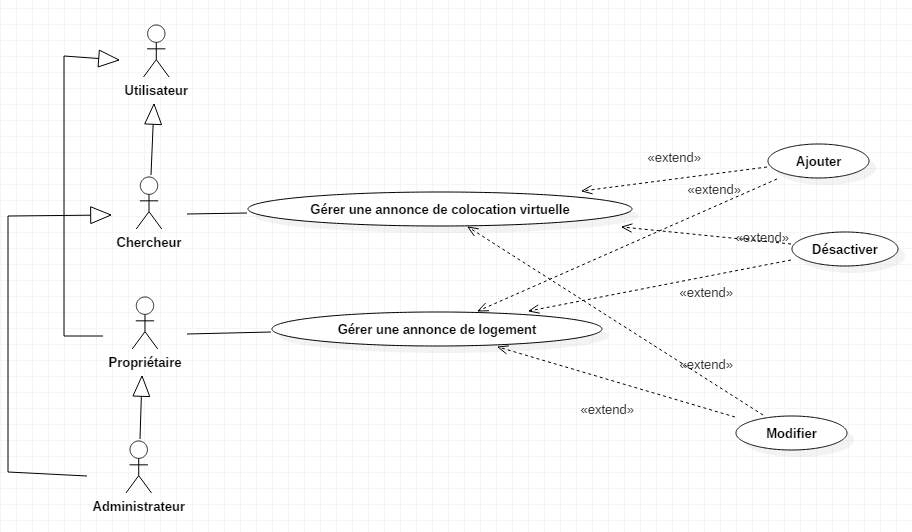 Utilisateur
«extend»
Ajouter
«extend»
Gérer une annonce de colocation virtuelle
Chercheur
«extend»
Désactiver
«extend»
Gérer une annonce de logement
Propriétaire
«extend»
«extend»
Modifier
Administrateur